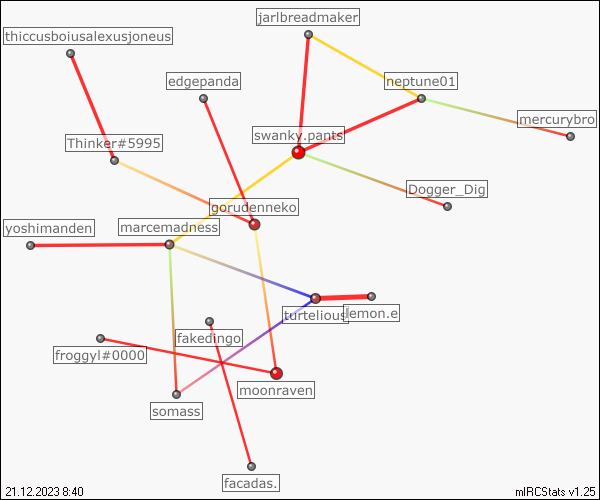 jarlbreadmaker
thiccusboiusalexusjoneus
edgepanda
neptune01
mercurybro
swanky.pants
Thinker#5995
Dogger_Dig
gorudenneko
yoshimanden
marcemadness
turtelious
lemon.e
fakedingo
froggyl#0000
moonraven
somass
facadas.
21.12.2023 8:40
mIRCStats v1.25